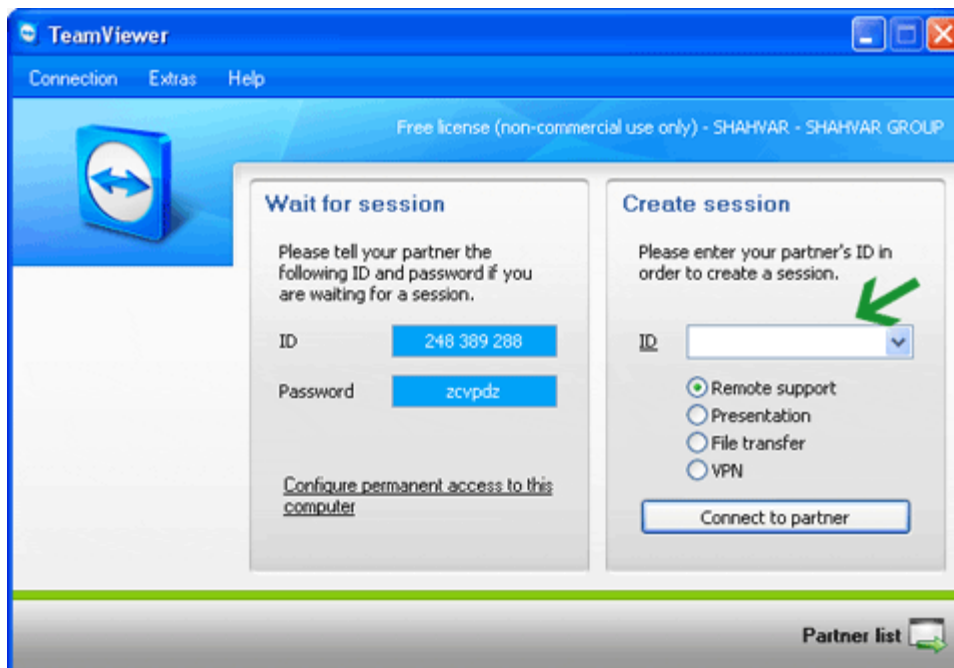 TeamViewer
Connection Extras Help
Free license (non-commercial use only) - SHAHVAR - SHAHVAR GROUP
Wait for session
Please tell your partner the
following ID and password if you
are waiting for a session.
ID 248 389 288
Password zcvpdz
Configure permanent access to this
computer
Create session
Please enter your partner's ID in
order to create a session.
ID
Remote support
Presentation
File transfer
VPN
Connect to partner
Partner list